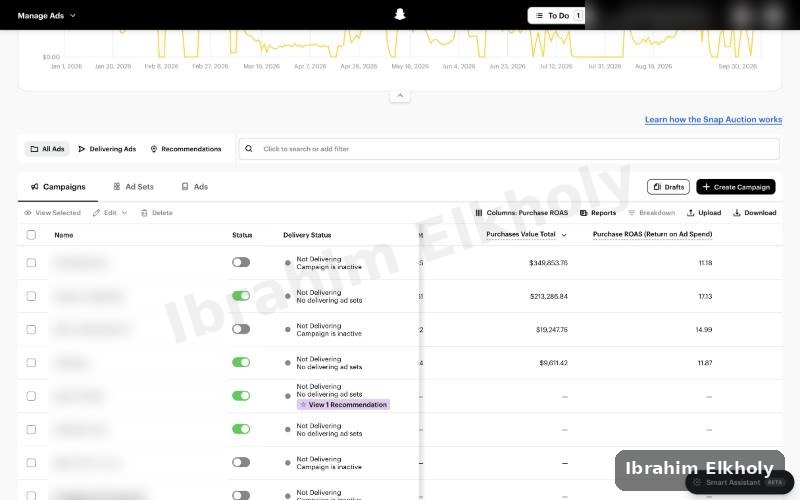 Manage Ads
To Do 1
$0.00
Jan 1, 2026 Jan 20, 2026 Feb 8, 2026 Feb 27, 2026 Mar 19, 2026 Apr 7, 2026 Apr 26, 2026 May 16, 2026 Jun 4, 2026 Jun 23, 2026 Jul 12, 2026 Jul 31, 2026 Aug 19, 2026 Sep 30, 2026
Learn how the Snap Auction works
All Ads Delivering Ads Recommendations Click to search or add filter
Campaigns Ad Sets Ads Drafts + Create Campaign
View Selected Edit Delete Columns: Purchase ROAS Reports Breakdown Upload Download
Name Status Delivery Status Purchases Value Total Purchase ROAS (Return on Ad Spend)
Not Delivering
Campaign is inactive
$349,853.76 11.18
Not Delivering
No delivering ad sets
$213,286.84 17.13
Not Delivering
Campaign is inactive
$19,247.76 14.99
Not Delivering
No delivering ad sets
$9,611.42 11.87
Not Delivering
No delivering ad sets
View 1 Recommendation
— —
Not Delivering
No delivering ad sets
— —
Not Delivering
Campaign is inactive
— —
Not Delivering
Campaign is inactive
Ibrahim Elkholy
Ibrahim Elkholy
Smart Assistant BETA